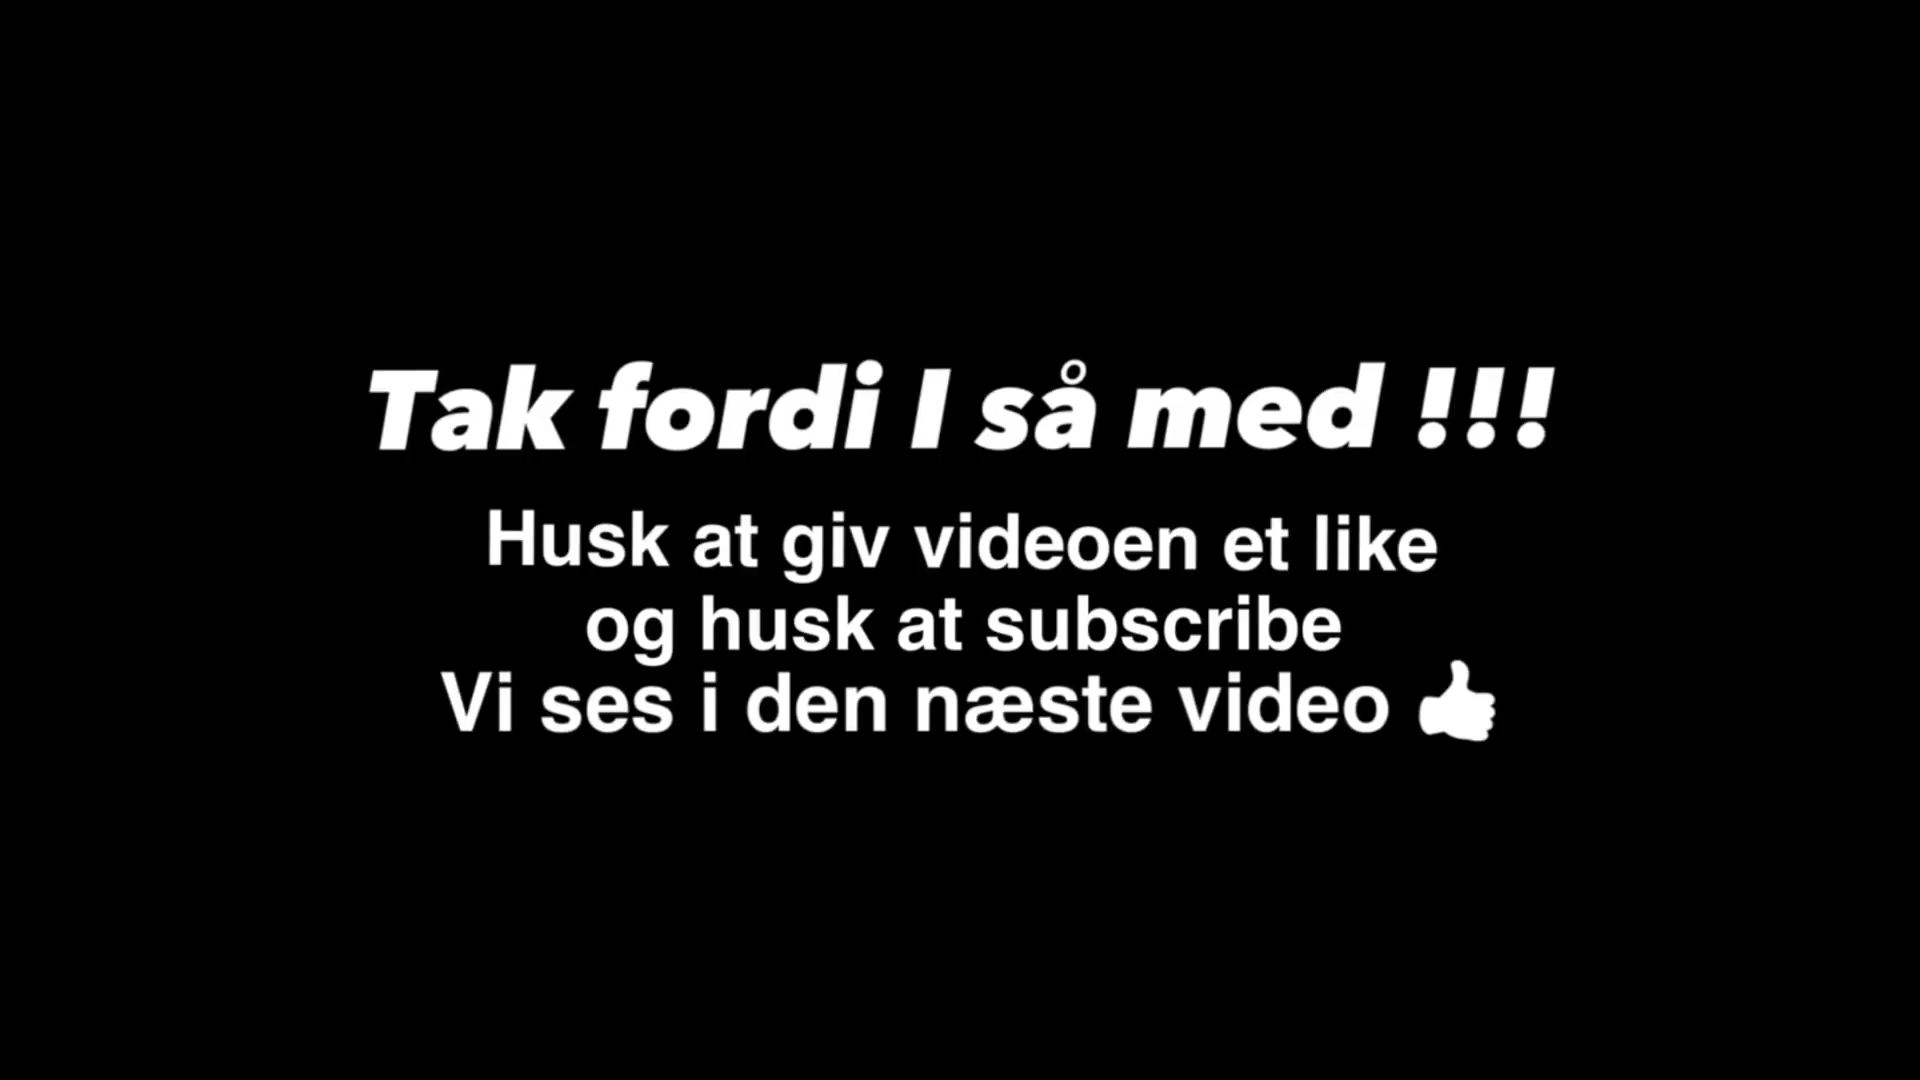 Tak fordi I så med !!!
Husk at giv videoen et like
og husk at subscribe
Vi ses i den næste video 👍